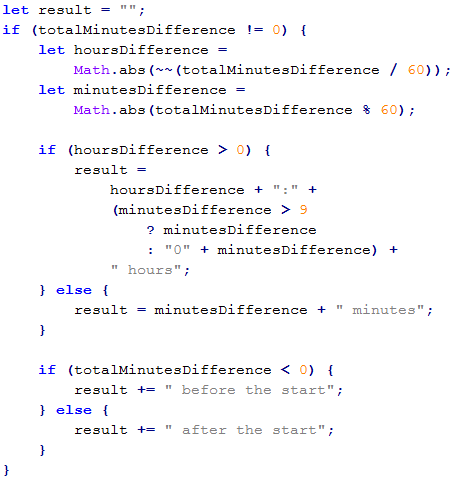 let result = "";
if (totalMinutesDifference != 0) {
    let hoursDifference =
        Math.abs(~~(totalMinutesDifference / 60));
    let minutesDifference =
        Math.abs(totalMinutesDifference % 60);

    if (hoursDifference > 0) {
        result =
            hoursDifference + ":" +
            (minutesDifference > 9
                ? minutesDifference
                : "0" + minutesDifference) +
            " hours";
    } else {
        result = minutesDifference + " minutes";
    }

    if (totalMinutesDifference < 0) {
        result += " before the start";
    } else {
        result += " after the start";
    }
}